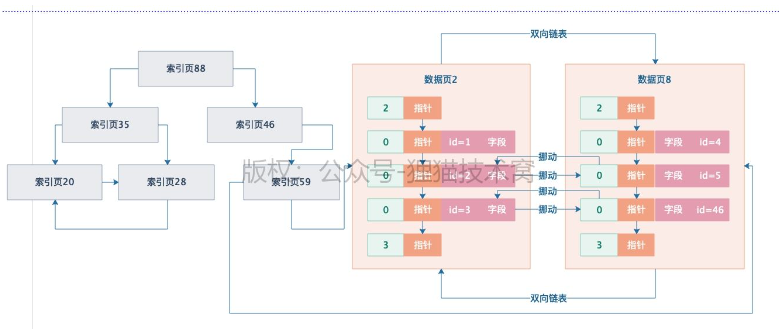 双向链表
索引页88
数据页2
数据页8
2 指针
2 指针
索引页35
索引页46
0 指针 id=1 字段
0 指针 字段 id=4
挪动
版权：公众号-狸猫技术窝
索引页20
索引页28
索引页59
0 指针 id=2 字段
挪动
0 指针 字段 id=5
挪动
0 指针 id=3 字段
挪动
0 指针 字段 id=46
3 指针
3 指针
双向链表